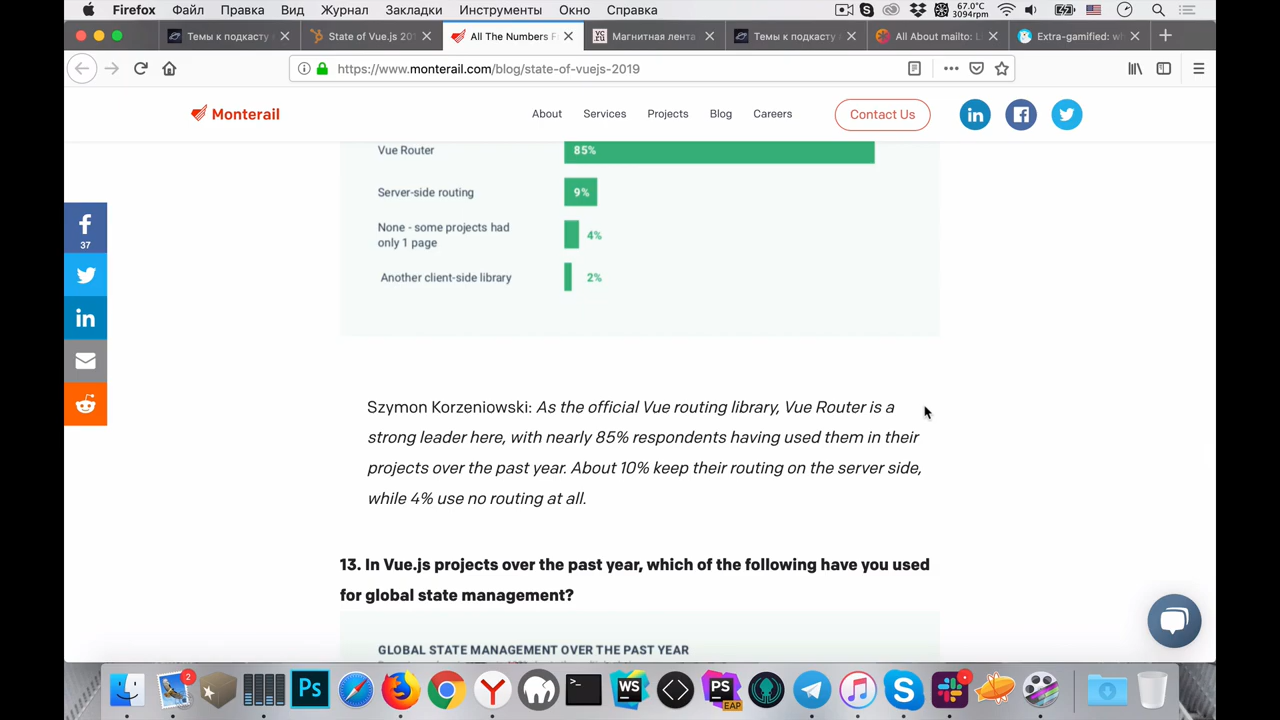 Firefox Файл Правка Вид Журнал Закладки Инструменты Окно Справка 67.0°C 3094rpm
Темы к подкасту State of Vue.js 201 All The Numbers F Магнитная лента Темы к подкасту All About mailto: L Extra-gamified: wh
https://www.monterail.com/blog/state-of-vuejs-2019
Monterail About Services Projects Blog Careers Contact Us
Vue Router 85%
Server-side routing 9%
None - some projects had
only 1 page 4%
Another client-side library 2%
37
Szymon Korzeniowski: As the official Vue routing library, Vue Router is a
strong leader here, with nearly 85% respondents having used them in their
projects over the past year. About 10% keep their routing on the server side,
while 4% use no routing at all.
13. In Vue.js projects over the past year, which of the following have you used
for global state management?
GLOBAL STATE MANAGEMENT OVER THE PAST YEAR
2
Ps
WS
PS
EAP